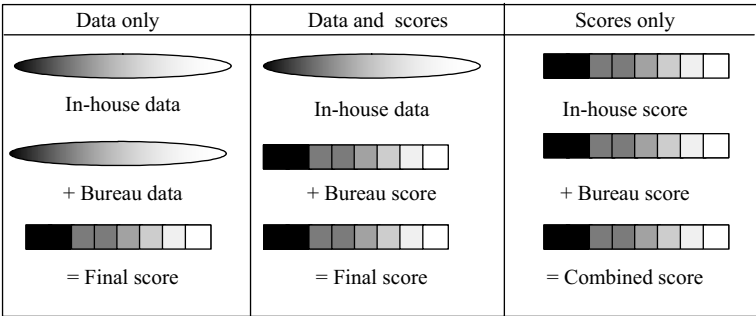 Data only
In-house data
+ Bureau data
= Final score
Data and scores
In-house data
+ Bureau score
= Final score
Scores only
In-house score
+ Bureau score
= Combined score